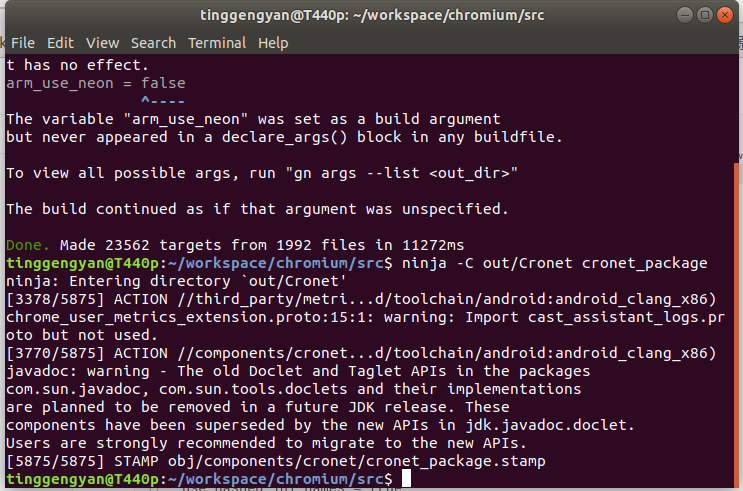 tinggengyan@T440p: ~/workspace/chromium/src
File Edit View Search Terminal Help
t has no effect.
arm_use_neon = false
^----
The variable "arm_use_neon" was set as a build argument
but never appeared in a declare_args() block in any buildfile.
To view all possible args, run "gn args --list <out_dir>"
The build continued as if that argument was unspecified.
Done. Made 23562 targets from 1992 files in 11272ms
tinggengyan@T440p:~/workspace/chromium/src$ ninja -C out/Cronet cronet_package
ninja: Entering directory `out/Cronet'
[3378/5875] ACTION //third_party/metri...d/toolchain/android:android_clang_x86)
chrome_user_metrics_extension.proto:15:1: warning: Import cast_assistant_logs.pr
oto but not used.
[3770/5875] ACTION //components/cronet...d/toolchain/android:android_clang_x86)
javadoc: warning - The old Doclet and Taglet APIs in the packages
com.sun.javadoc, com.sun.tools.doclets and their implementations
are planned to be removed in a future JDK release. These
components have been superseded by the new APIs in jdk.javadoc.doclet.
Users are strongly recommended to migrate to the new APIs.
[5875/5875] STAMP obj/components/cronet/cronet_package.stamp
tinggengyan@T440p:~/workspace/chromium/src$